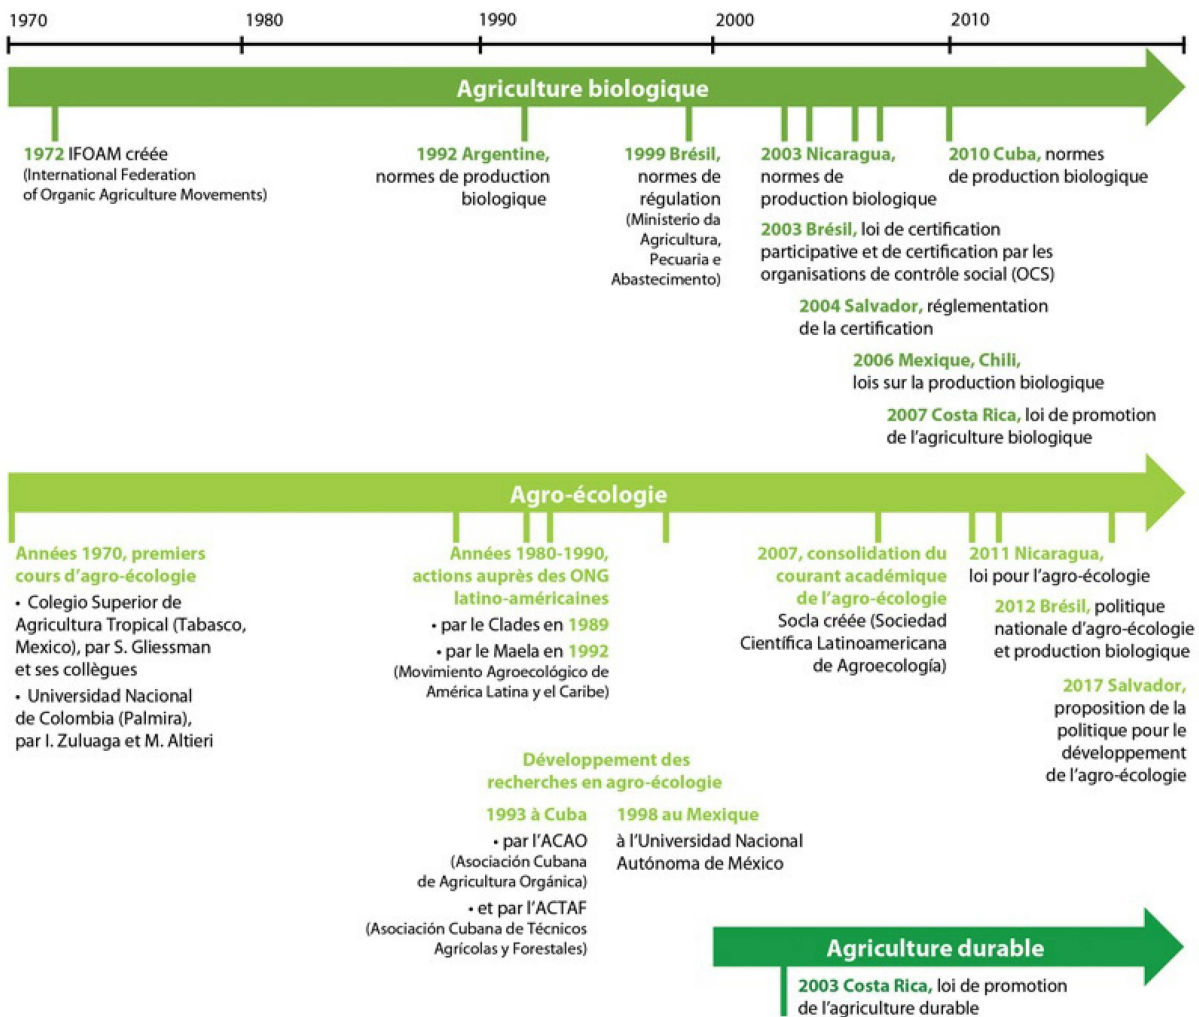 1970
1980
1990
2000
2010
Agriculture biologique
1972 IFOAM créée
(International Federation
of Organic Agriculture Movements)
1992 Argentine,
normes de production
biologique
1999 Brésil,
normes de
régulation
(Ministerio da
Agricultura,
Pecuaria e
Abastecimento)
2003 Nicaragua,
normes de
production biologique
2003 Brésil, loi de certification
participative et de certification par les
organisations de contrôle social (OCS)
2004 Salvador, réglementation
de la certification
2006 Mexique, Chili,
lois sur la production biologique
2007 Costa Rica, loi de promotion
de l'agriculture biologique
2010 Cuba, normes
de production biologique
Agro-écologie
Années 1970, premiers
cours d'agro-écologie
• Colegio Superior de
Agricultura Tropical (Tabasco,
Mexico), par S. Gliessman
et ses collègues
• Universidad Nacional
de Colombia (Palmira),
par I. Zuluaga et M. Altieri
Années 1980-1990,
actions auprès des ONG
latino-américaines
• par le Clades en 1989
• par le Maela en 1992
(Movimiento Agroecológico de
América Latina y el Caribe)
Développement des
recherches en agro-écologie
1993 à Cuba
• par l'ACAO
(Asociación Cubana
de Agricultura Orgánica)
• et par l'ACTAF
(Asociación Cubana de Técnicos
Agrícolas y Forestales)
1998 au Mexique
à l'Universidad Nacional
Autónoma de México
2007, consolidation du
courant académique
de l'agro-écologie
Socla créée (Sociedad
Científica Latinoamericana
de Agroecología)
2011 Nicaragua,
loi pour l'agro-écologie
2012 Brésil, politique
nationale d'agro-écologie
et production biologique
2017 Salvador,
proposition de la
politique pour le
développement
de l'agro-écologie
Agriculture durable
2003 Costa Rica, loi de promotion
de l'agriculture durable